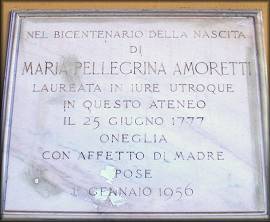 NEL BICENTENARIO DELLA NASCITA
DI
MARIA PELLEGRINA AMORETTI
LAUREATA IN IURE UTROQUE
IN QUESTO ATENEO
IL 25 GIUGNO 1777
ONEGLIA
CON AFFETTO DI MADRE
POSE
1° GENNAIO 1956